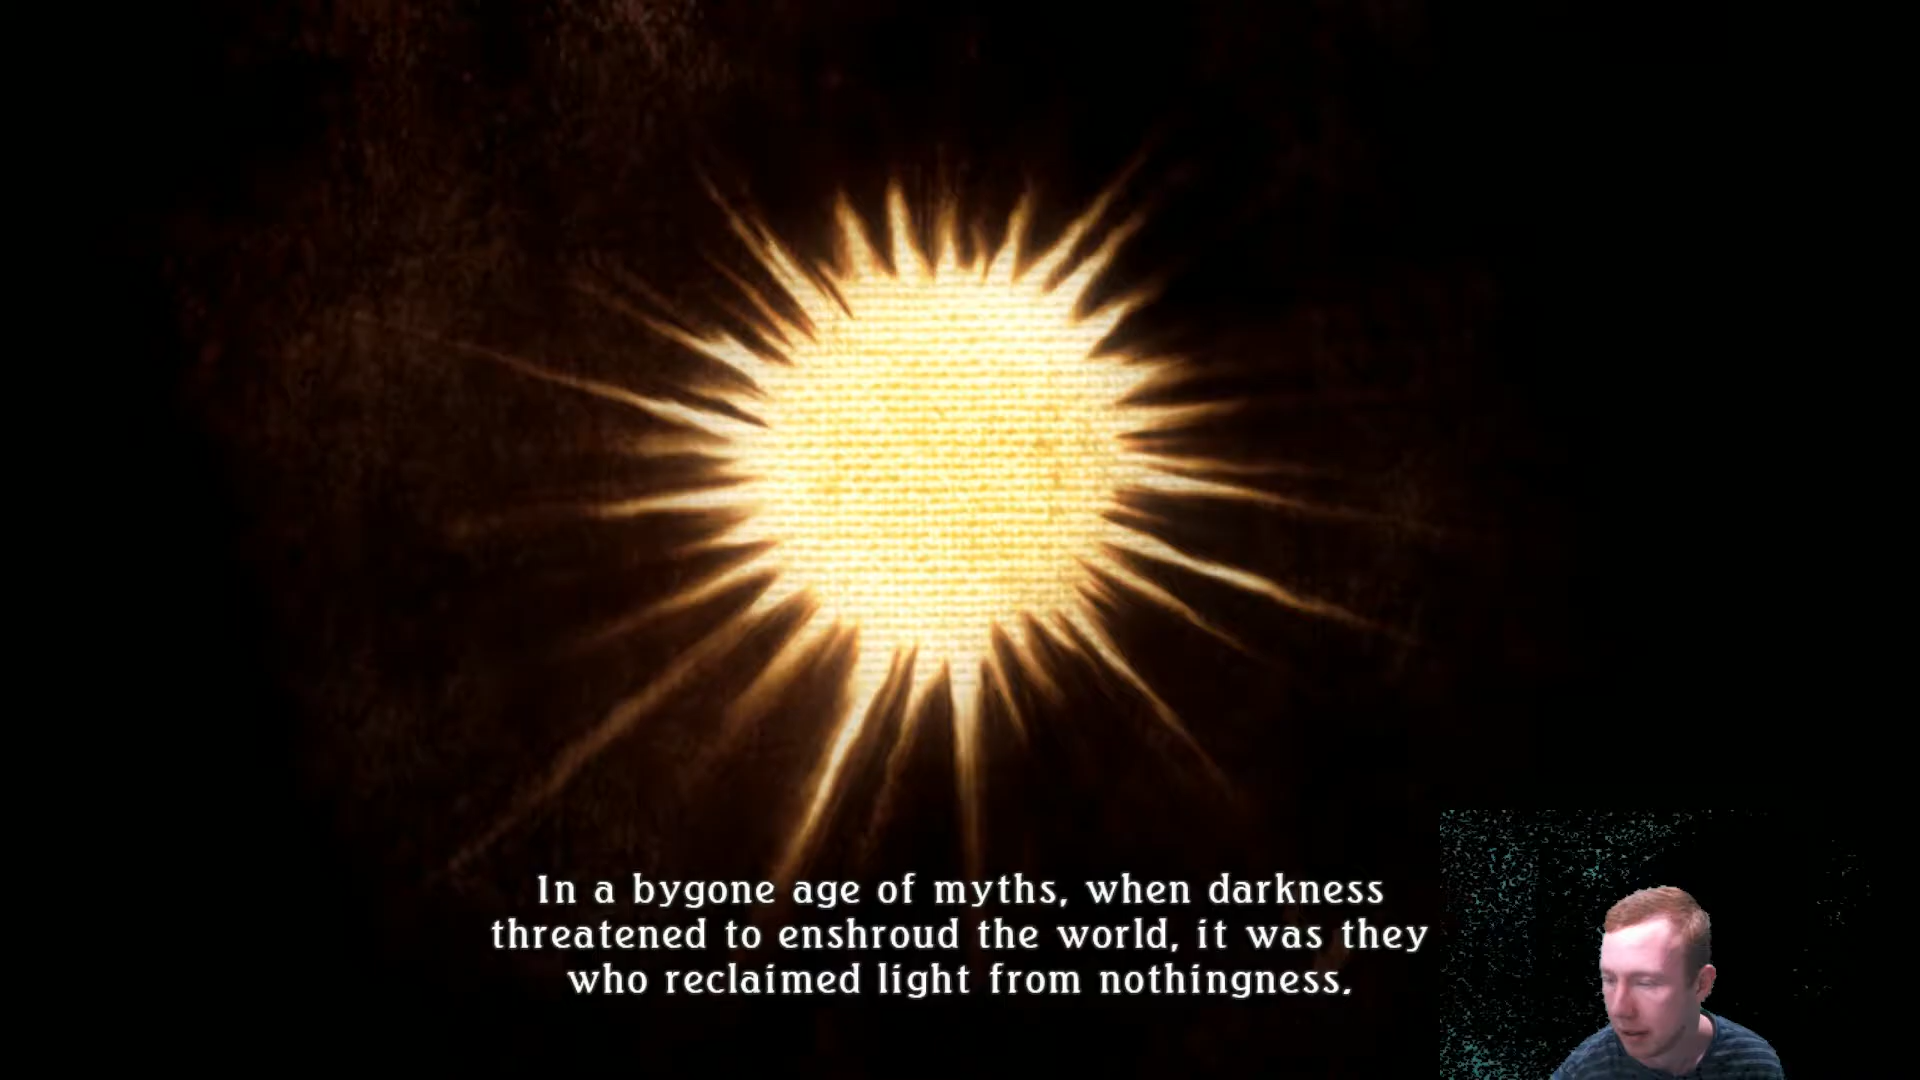 In a bygone age of myths, when darkness
threatened to enshroud the world, it was they
who reclaimed light from nothingness.